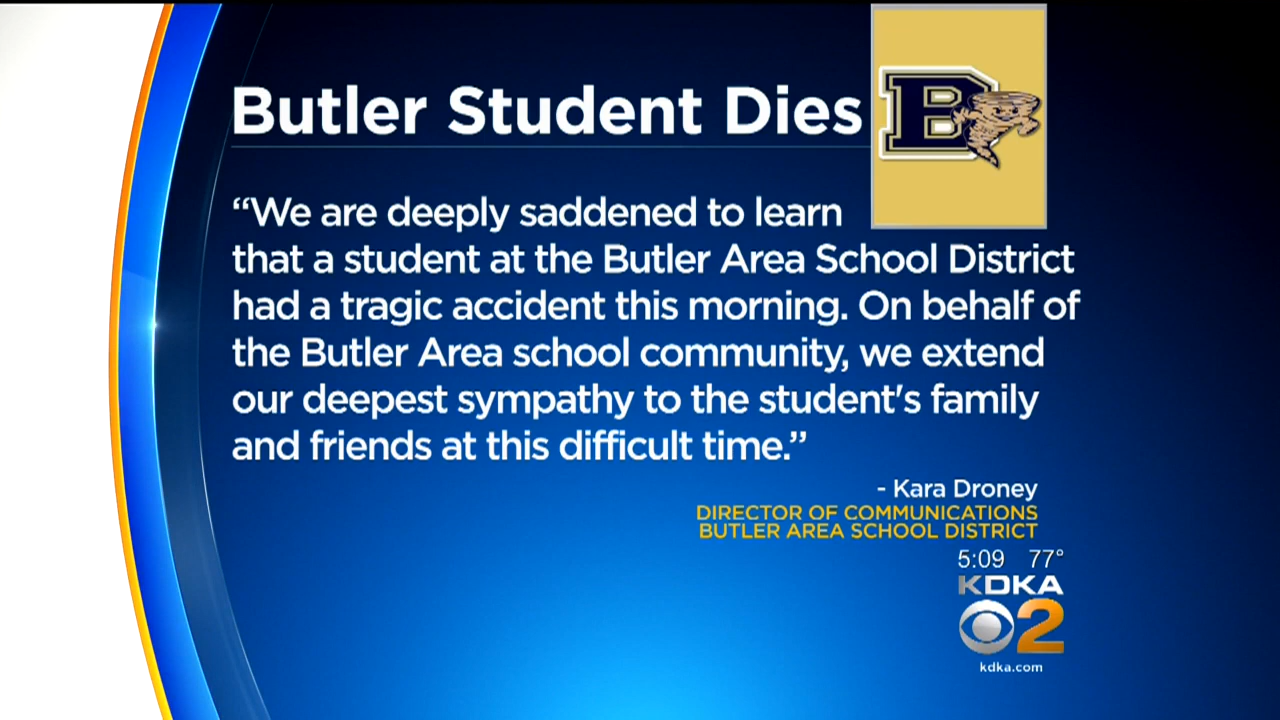 Butler Student Dies
B
“We are deeply saddened to learn
that a student at the Butler Area School District
had a tragic accident this morning. On behalf of
the Butler Area school community, we extend
our deepest sympathy to the student's family
and friends at this difficult time.”
- Kara Droney
DIRECTOR OF COMMUNICATIONS
BUTLER AREA SCHOOL DISTRICT
5:09 77°
KDKA
2
kdka.com